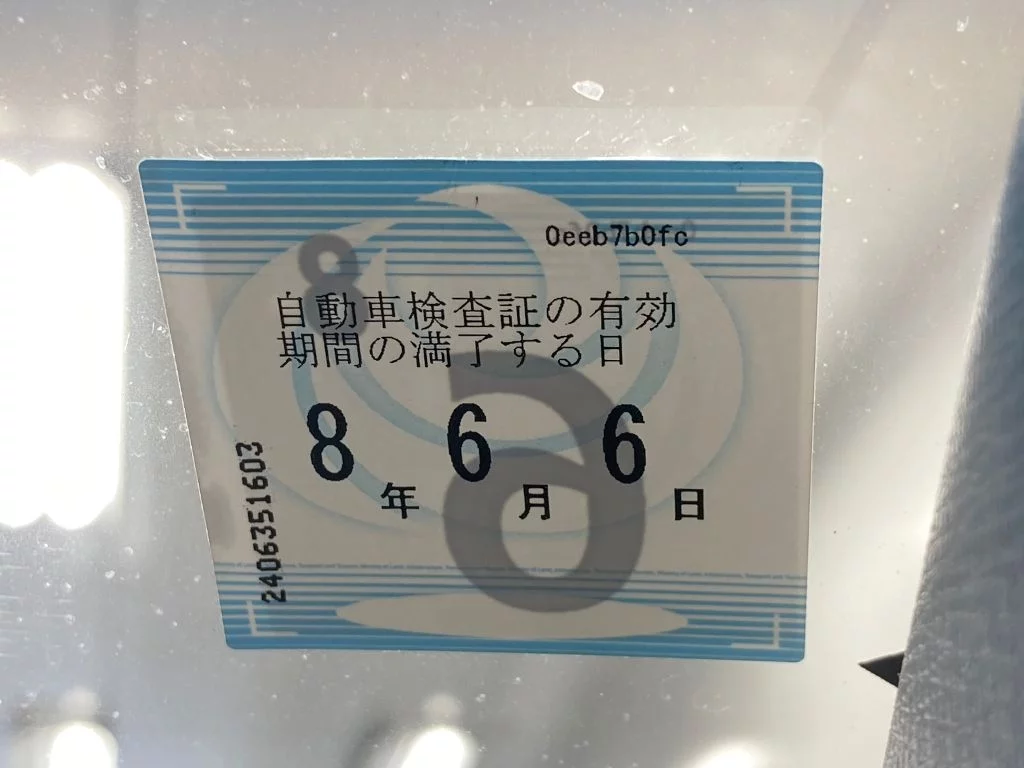 0eeb7b0fc
自動車検査証の有効
期間の満了する日
8年 6月 6日
2406351603